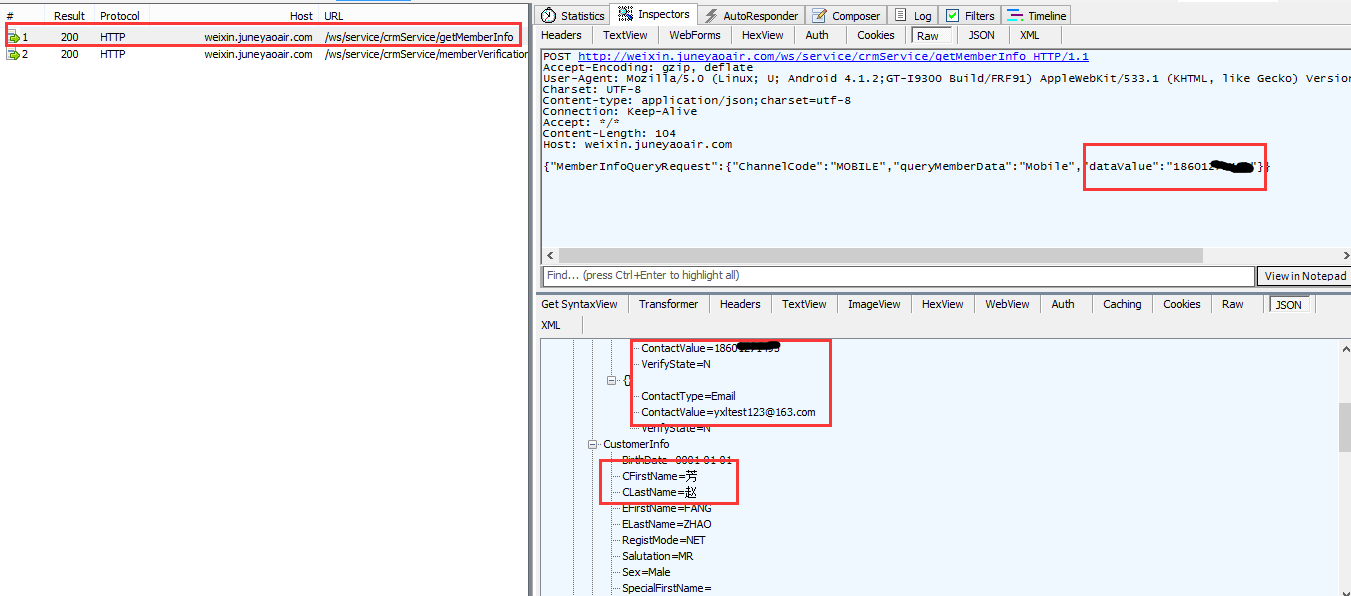 # Result Protocol Host URL
1 200 HTTP weixin.juneyaoair.com /ws/service/crmService/getMemberInfo
2 200 HTTP weixin.juneyaoair.com /ws/service/crmService/memberVerification
Statistics Inspectors AutoResponder Composer Log Filters Timeline
Headers TextView WebForms HexView Auth Cookies Raw JSON XML
POST http://weixin.juneyaoair.com/ws/service/crmService/getMemberInfo HTTP/1.1
Accept-Encoding: gzip, deflate
User-Agent: Mozilla/5.0 (Linux; U; Android 4.1.2;GT-I9300 Build/FRF91) AppleWebKit/533.1 (KHTML, like Gecko) Version
Charset: UTF-8
Content-type: application/json;charset=utf-8
Connection: Keep-Alive
Accept: */*
Content-Length: 104
Host: weixin.juneyaoair.com
{"MemberInfoQueryRequest":{"ChannelCode":"MOBILE","queryMemberData":"Mobile","dataValue":"186012"}}
Find... (press Ctrl+Enter to highlight all) View in Notepad
Get SyntaxView Transformer Headers TextView ImageView HexView WebView Auth Caching Cookies Raw JSON
XML
ContactValue=1860
VerifyState=N
{}
ContactType=Email
ContactValue=yxltest123@163.com
VerifyState=N
CustomerInfo
BirthDate=0001-01-01
CFirstName=芳
CLastName=赵
EFirstName=FANG
ELastName=ZHAO
RegistMode=NET
Salutation=MR
Sex=Male
SpecialFirstName=